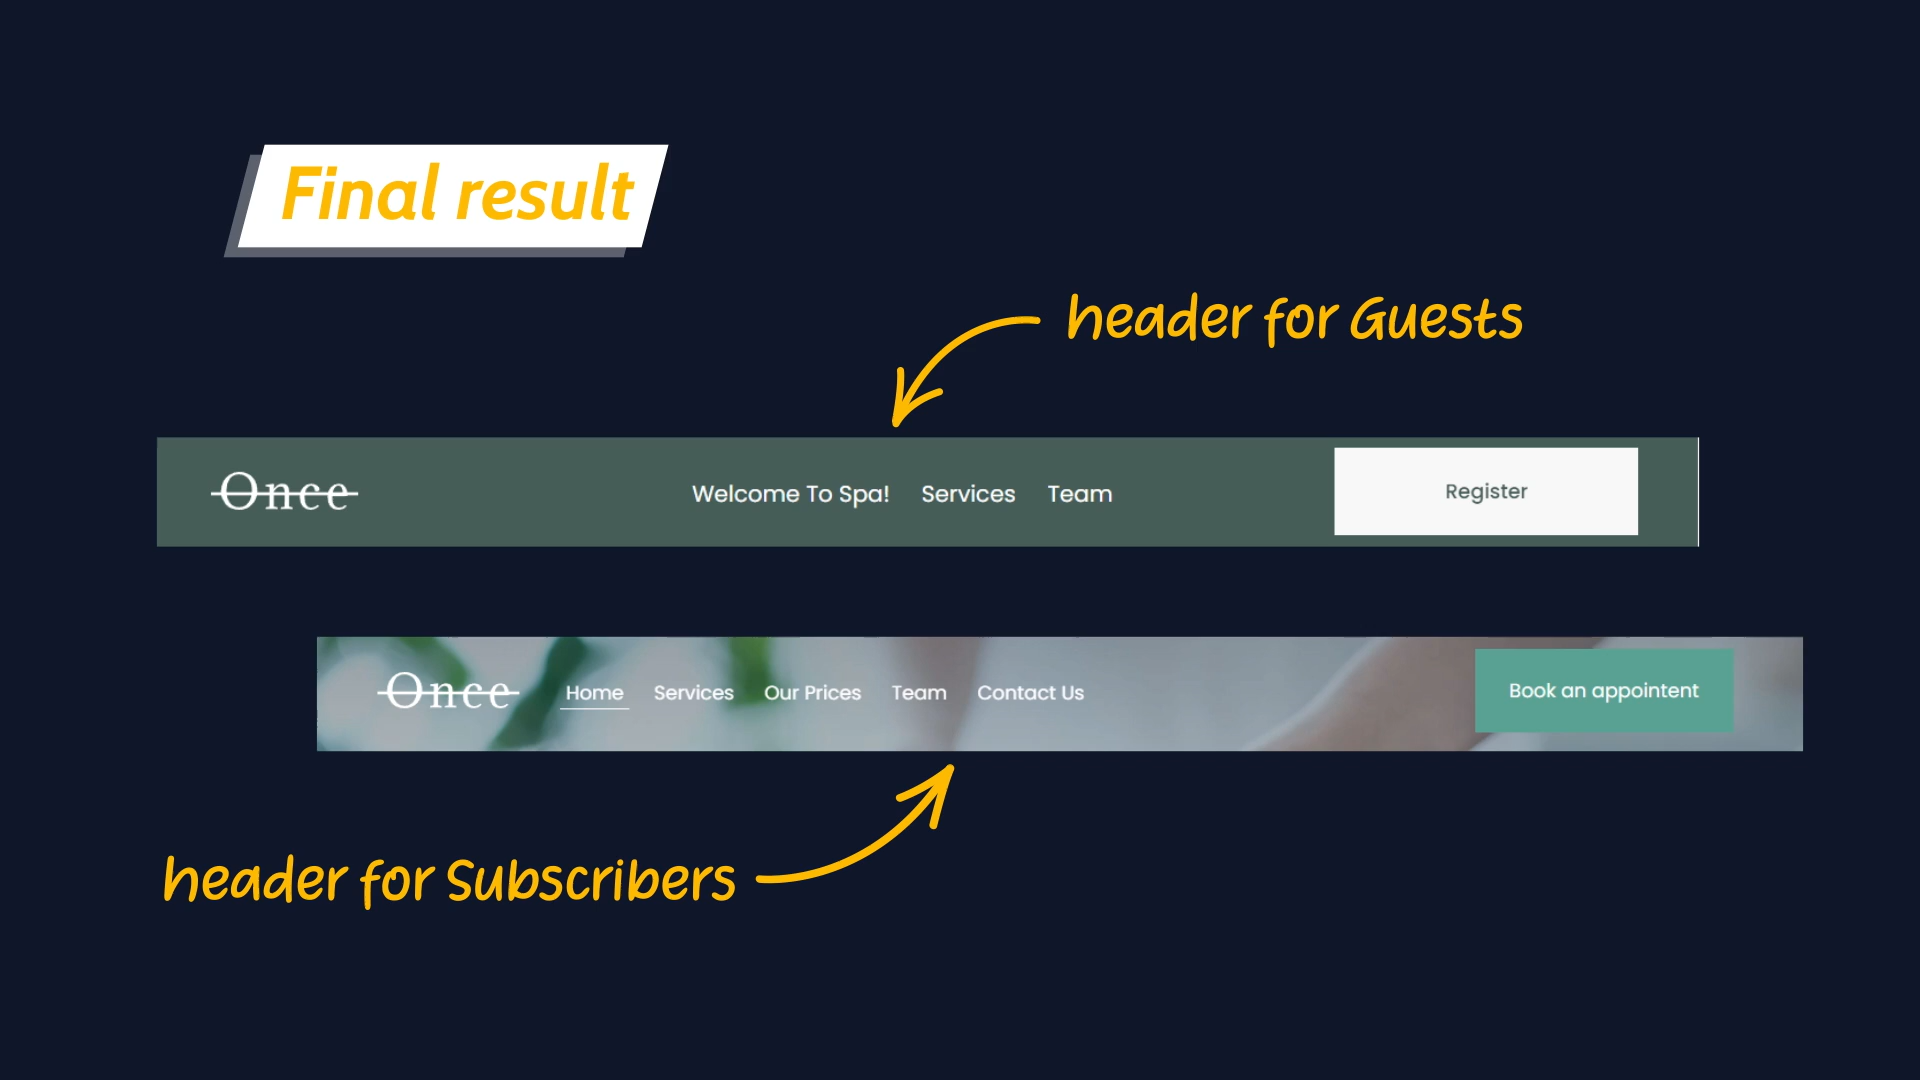 Final result
header for Guests
Once
Welcome To Spa! Services Team
Register
Once
Home Services Our Prices Team Contact Us
Book an appointent
header for Subscribers